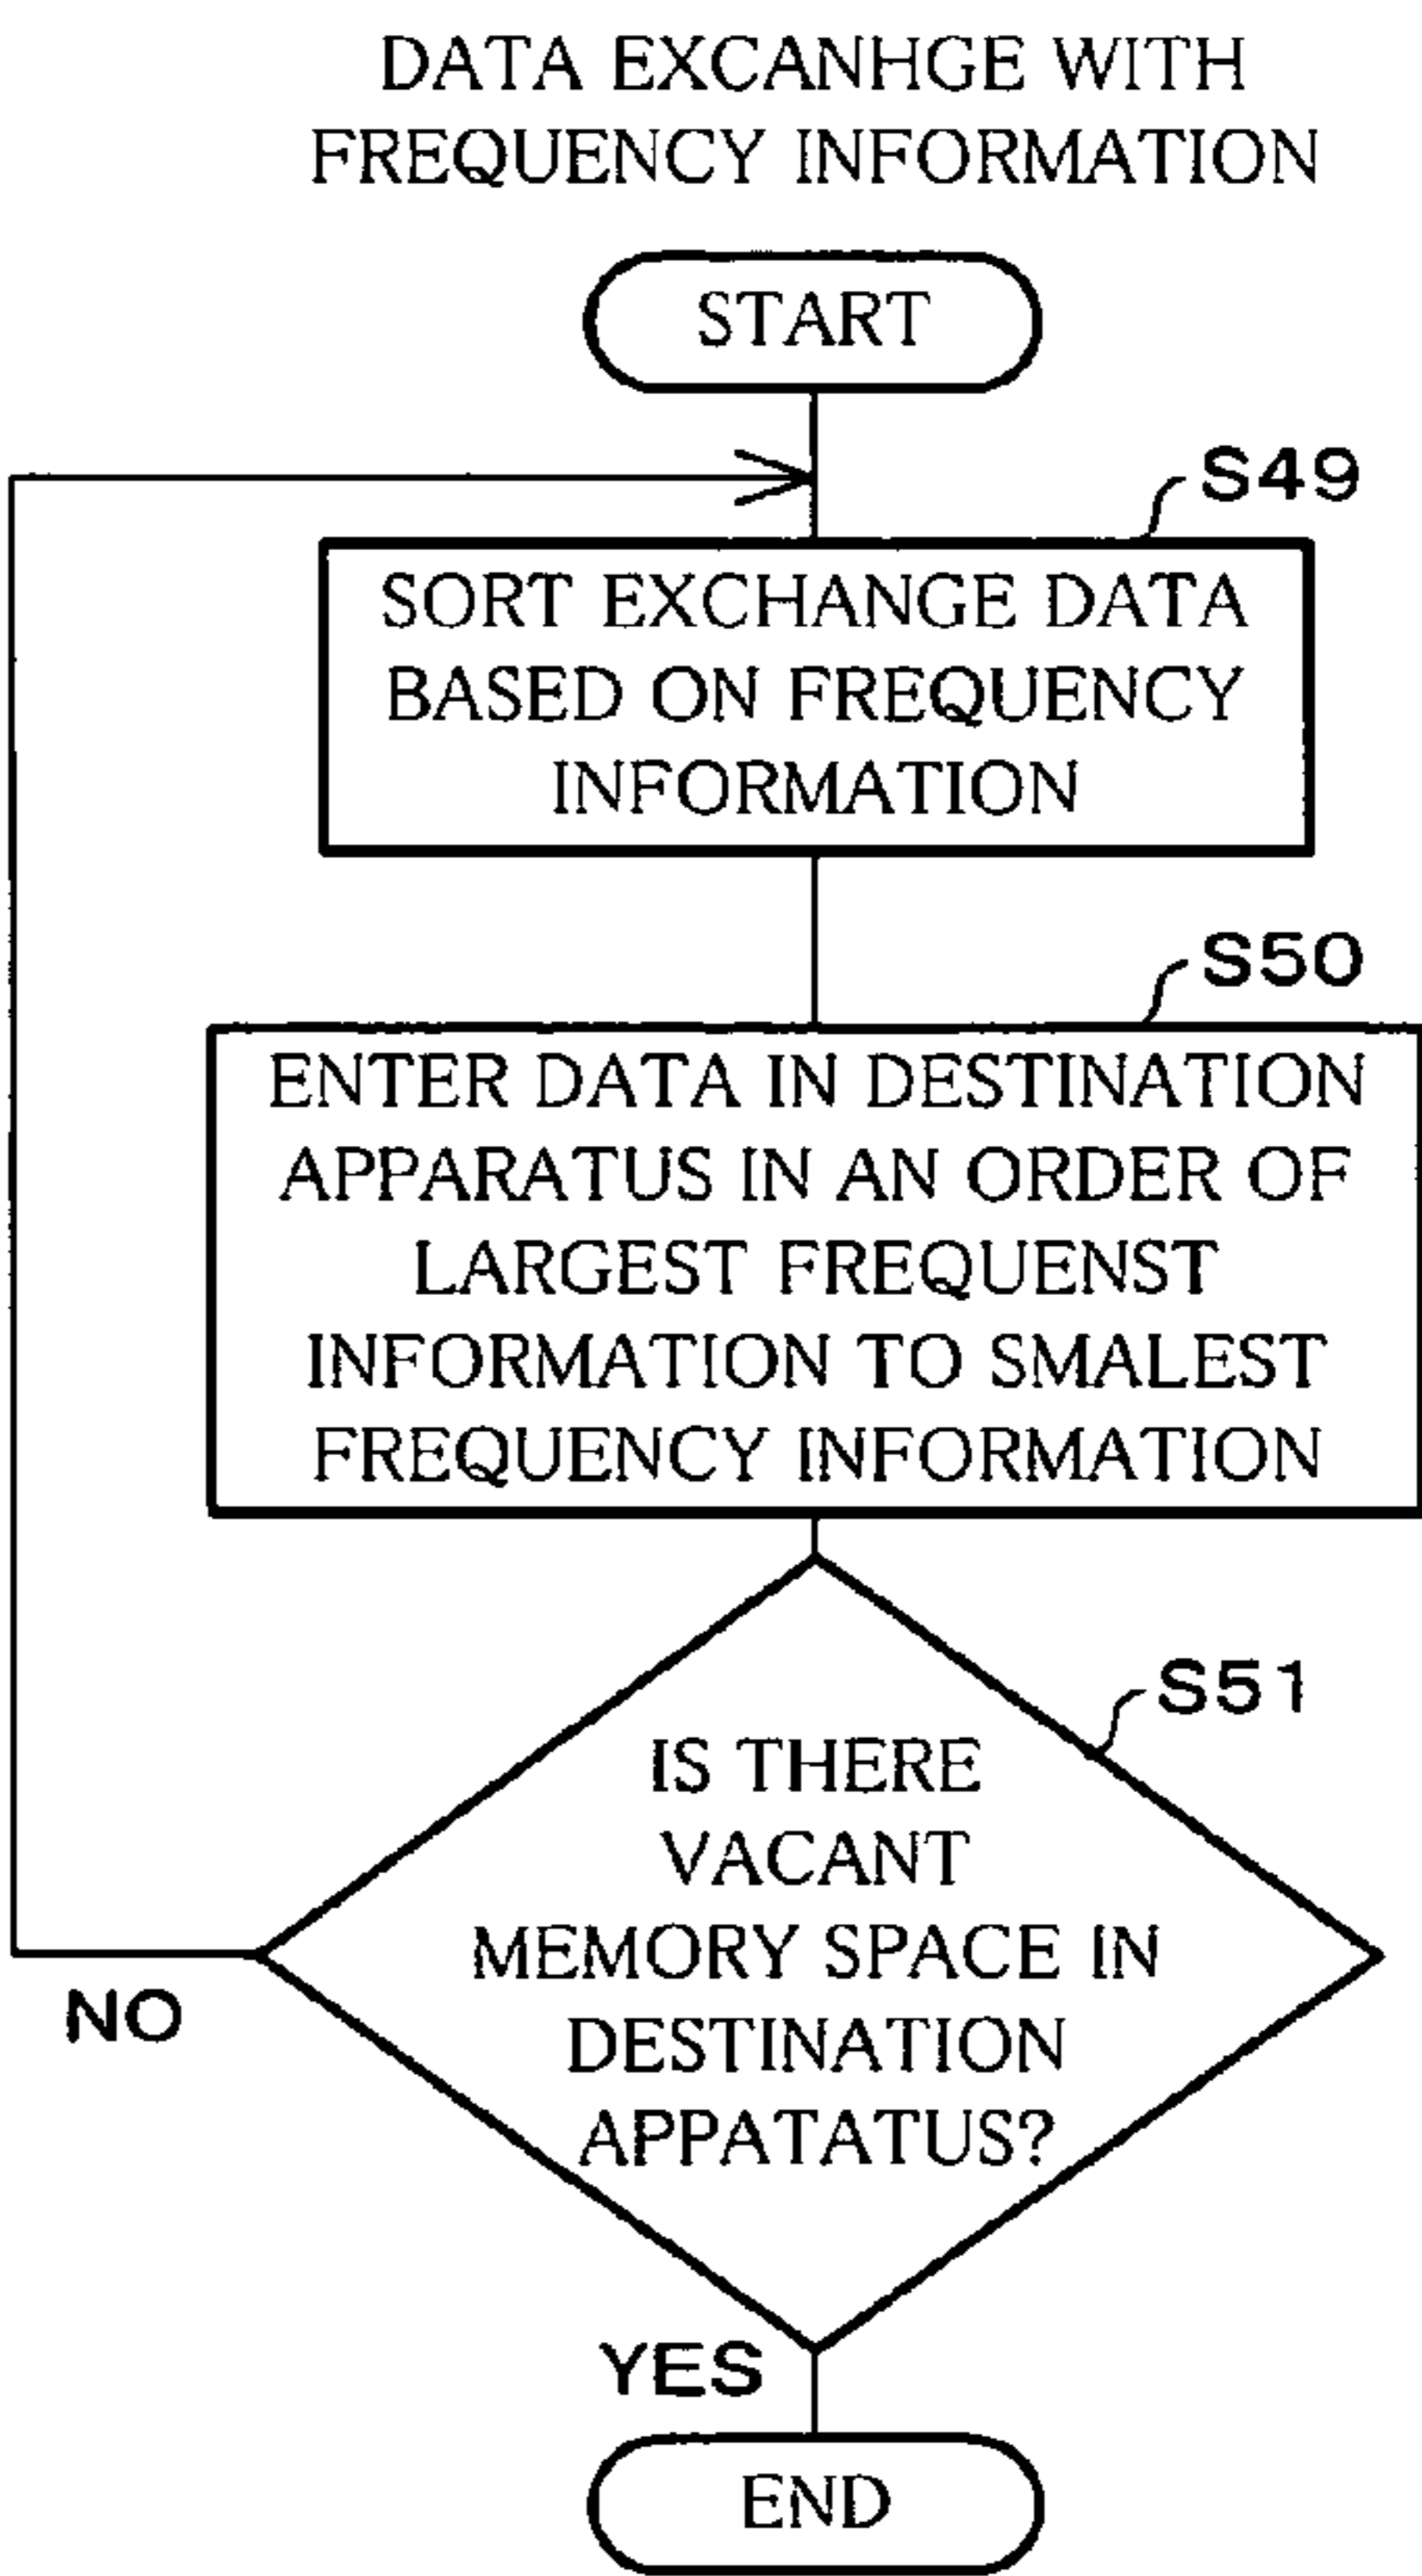 DATA EXCANHGE WITH
FREQUENCY INFORMATION
START
S49
SORT EXCHANGE DATA
BASED ON FREQUENCY
INFORMATION
S50
ENTER DATA IN DESTINATION
APPARATUS IN AN ORDER OF
LARGEST FREQUENST
INFORMATION TO SMALEST
FREQUENCY INFORMATION
S51
IS THERE
VACANT
MEMORY SPACE IN
DESTINATION
APPATATUS?
NO
YES
END